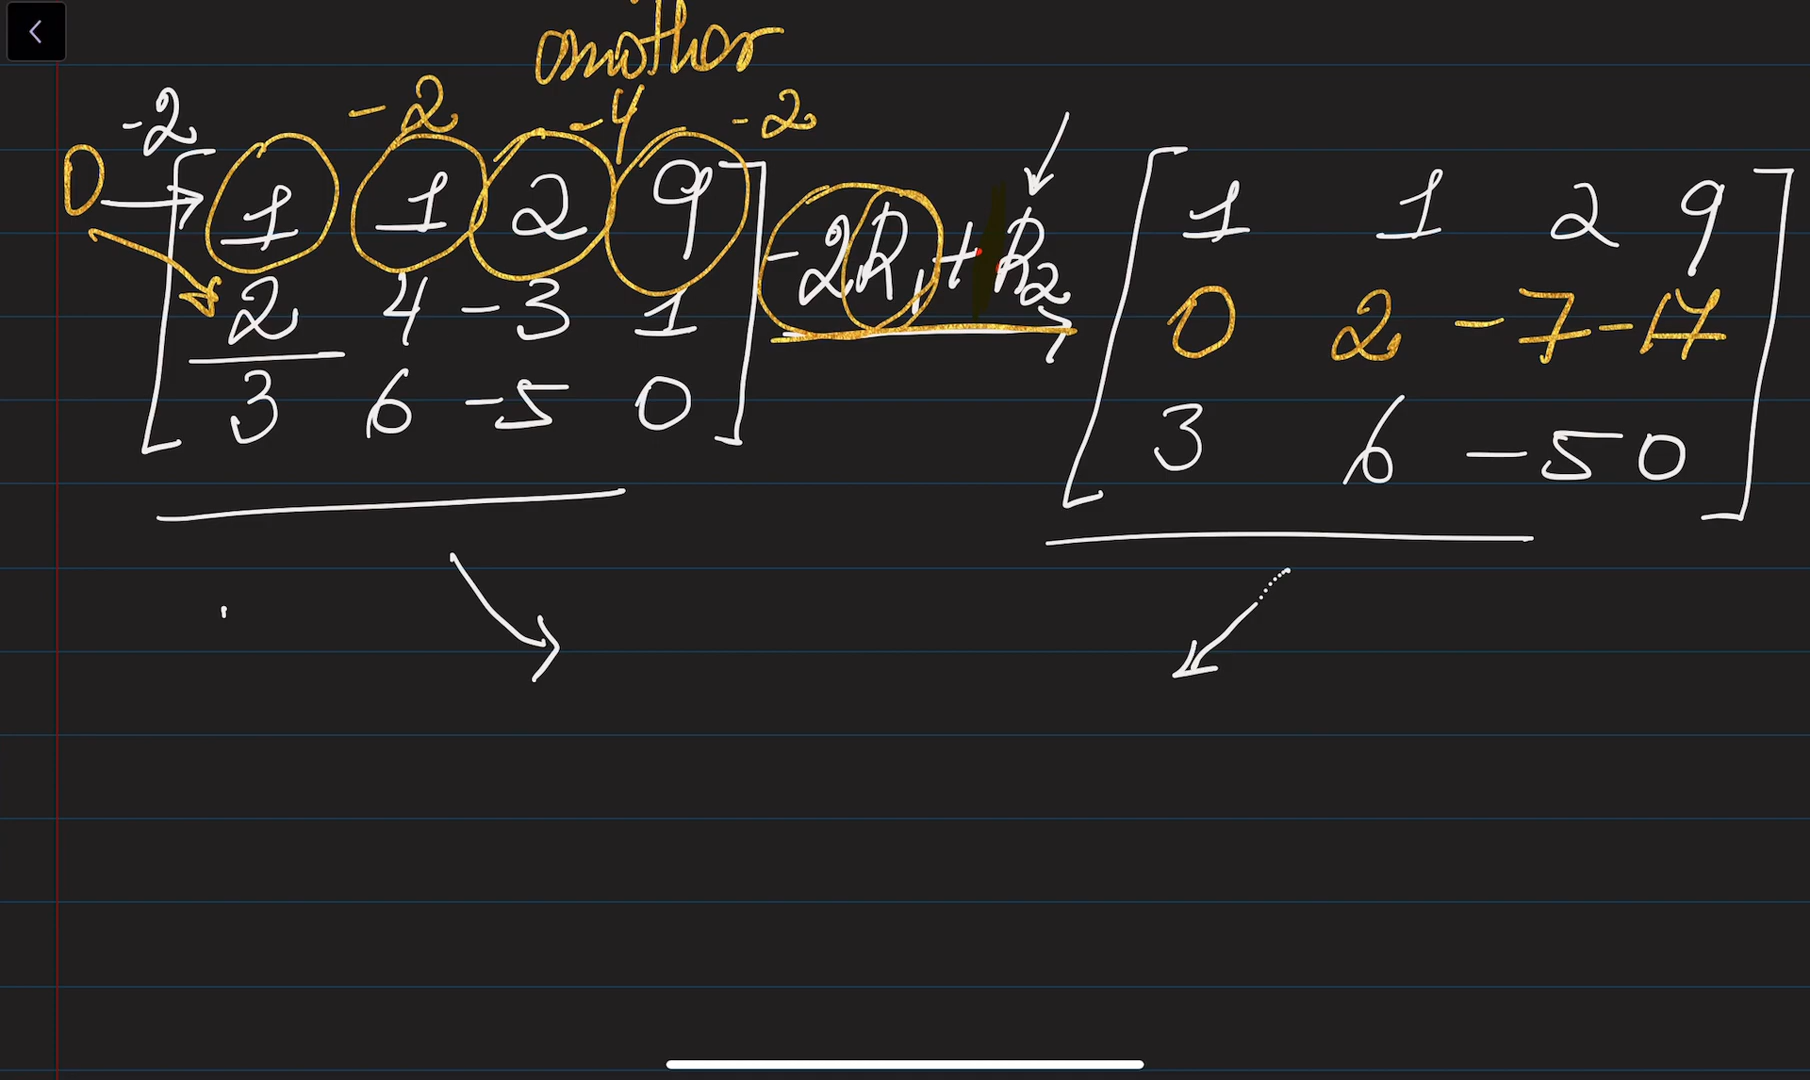 another
-2 -2 -4 -2
0 1 1 2 9 -2R₁ + R₂ 1 1 2 9
2 4 -3 1 0 2 -7 -17
3 6 -5 0 3 6 -5 0